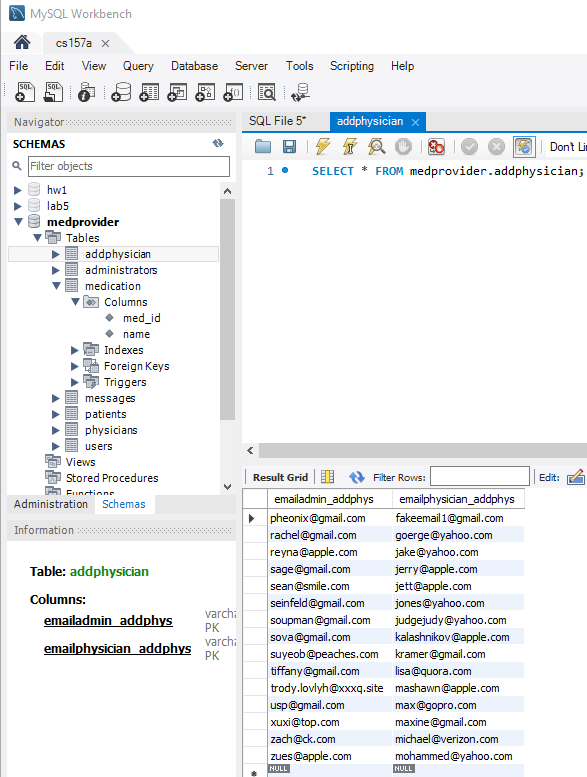 MySQL Workbench
cs157a
File Edit View Query Database Server Tools Scripting Help
Navigator
SCHEMAS
Filter objects
hw1
lab5
medprovider
Tables
addphysician
administrators
medication
Columns
med_id
name
Indexes
Foreign Keys
Triggers
messages
patients
physicians
users
Views
Stored Procedures
Functions
Administration Schemas
Information
Table: addphysician
Columns:
emailadmin_addphys varcha
PK
emailphysician_addphys varcha
PK
SQL File 5* addphysician
Don't Li
1 SELECT * FROM medprovider.addphysician;
Result Grid Filter Rows: Edit:
emailadmin_addphys emailphysician_addphys
pheonix@gmail.com fakeemail1@gmail.com
rachel@gmail.com goerge@yahoo.com
reyna@apple.com jake@yahoo.com
sage@gmail.com jerry@apple.com
sean@smile.com jett@apple.com
seinfeld@gmail.com jones@yahoo.com
soupman@gmail.com judgejudy@yahoo.com
sova@gmail.com kalashnikov@apple.com
suyeob@peaches.com kramer@gmail.com
tiffany@gmail.com lisa@quora.com
trody.lovlyh@xxxq.site mashawn@apple.com
usp@gmail.com max@gopro.com
xuxi@top.com maxine@gmail.com
zach@ck.com michael@verizon.com
zues@apple.com mohammed@yahoo.com
NULL NULL